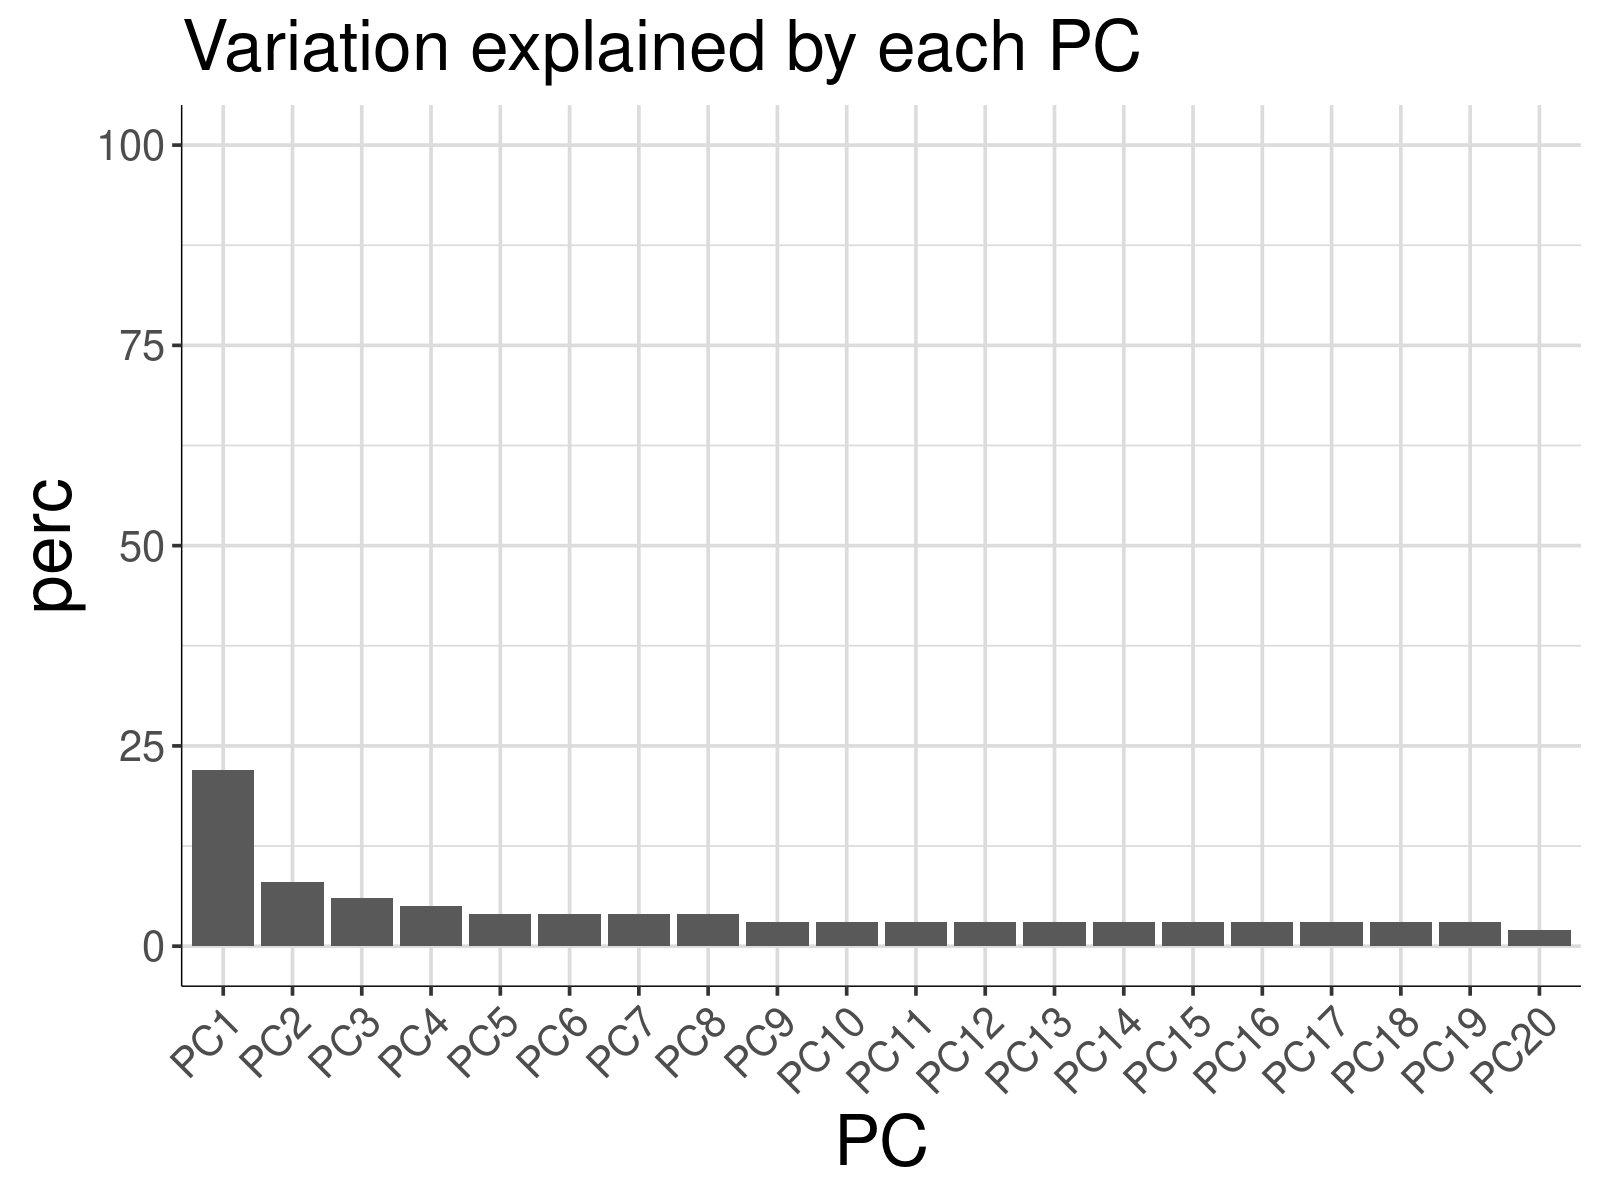 Variation explained by each PC
100
75
50
25
0
perc
PC1 PC2 PC3 PC4 PC5 PC6 PC7 PC8 PC9 PC10 PC11 PC12 PC13 PC14 PC15 PC16 PC17 PC18 PC19 PC20
PC